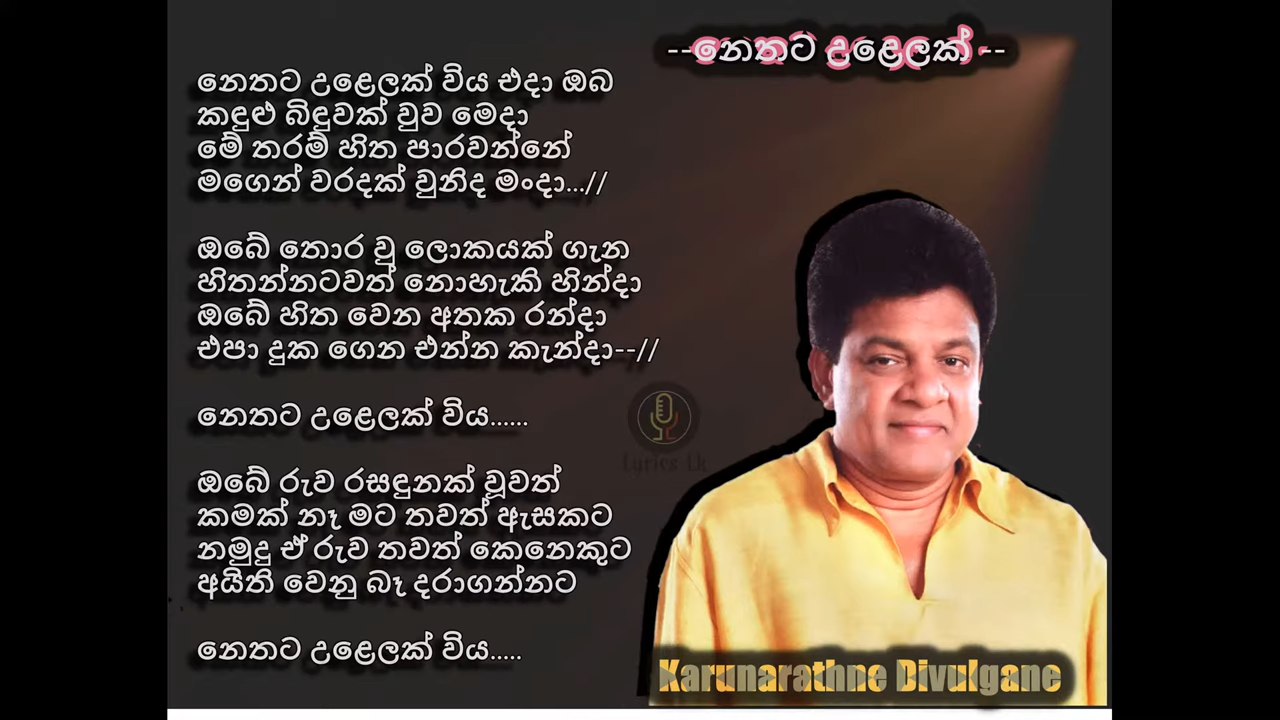 --නෙතට උළෙලක් --
නෙතට උළෙලක් විය එදා ඔබ
කඳුළු බිඳුවක් වුව මෙදා
මේ තරම් හිත පාරවන්නේ
මගෙන් වරදක් වුනිද මංදා...//
ඔබේ තොර වු ලොකයක් ගැන
හිතන්නටවත් නොහැකි හින්දා
ඔබේ හිත වෙන අතක රන්දා
එපා දුක ගෙන එන්න කැන්දා--//
නෙතට උළෙලක් විය......
ඔබේ රුව රසඳුනක් වූවත්
කමක් නෑ මට තවත් ඇසකට
නමුදු ඒ රුව තවත් කෙනෙකුට
අයිති වෙනු බෑ දරාගන්නට
නෙතට උළෙලක් විය.....
Lyrics Lk
Karunarathne Divulgane